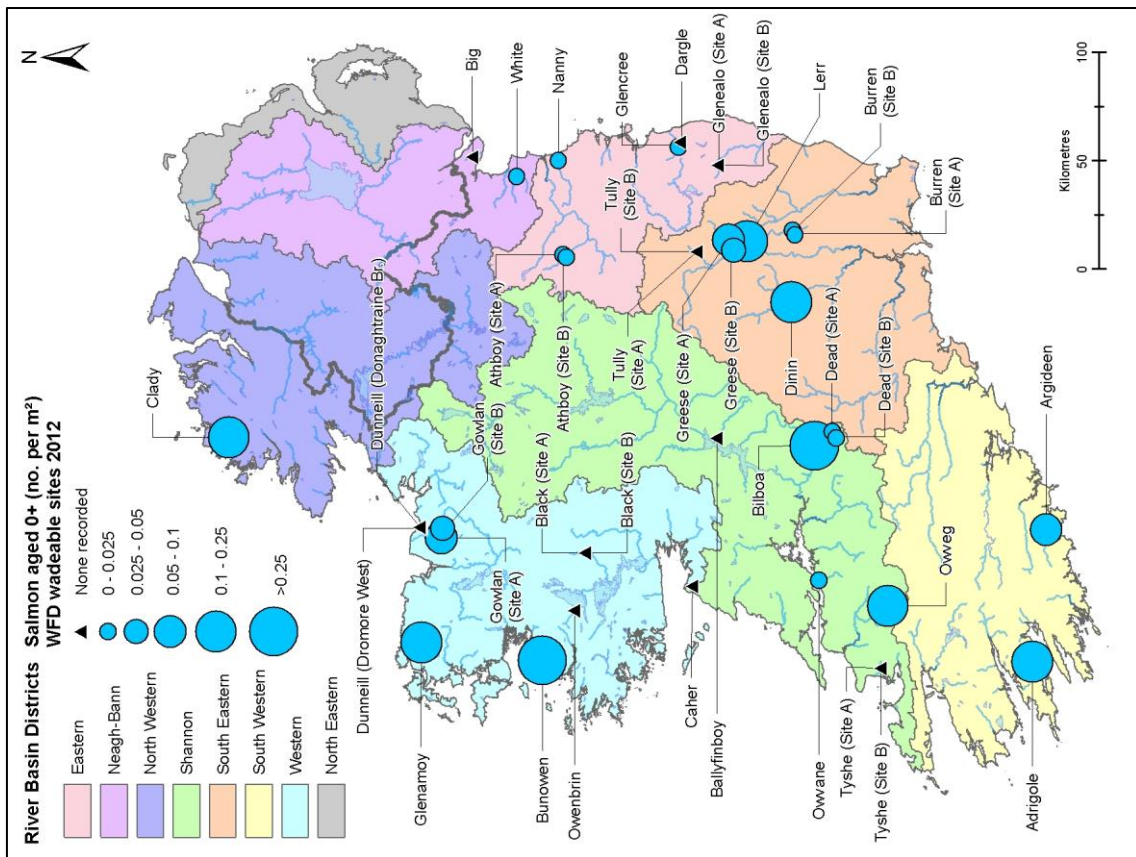 River Basin Districts
Eastern
Neagh-Bann
North Western
Shannon
South Eastern
South Western
Western
North Eastern
Salmon aged 0+ (no. per m²)
WFD wadeable sites 2012
None recorded
0 - 0.025
0.025 - 0.05
0.05 - 0.1
0.1 - 0.25
>0.25
N
Clady
Dunneill (Donaghtraine Br.)
Dunneill (Dromore West)
Glenamoy
Gowlan
(Site B)
Gowlan
(Site A)
Bunowen
Owenbrin
Black (Site A)
Black (Site B)
Caher
Ballyfinboy
Athboy (Site A)
Athboy (Site B)
Big
White
Nanny
Glencree
Dargle
Glenealo (Site A)
Glenealo (Site B)
Tully
(Site B)
Tully
(Site A)
Greese (Site A)
Greese (Site B)
Lerr
Burren
(Site B)
Burren
(Site A)
Dinin
Dead (Site A)
Dead (Site B)
Bilboa
Owvane
Tyshe (Site A)
Tyshe (Site B)
Owveg
Adrigole
Argideen
0 50 100
Kilometres